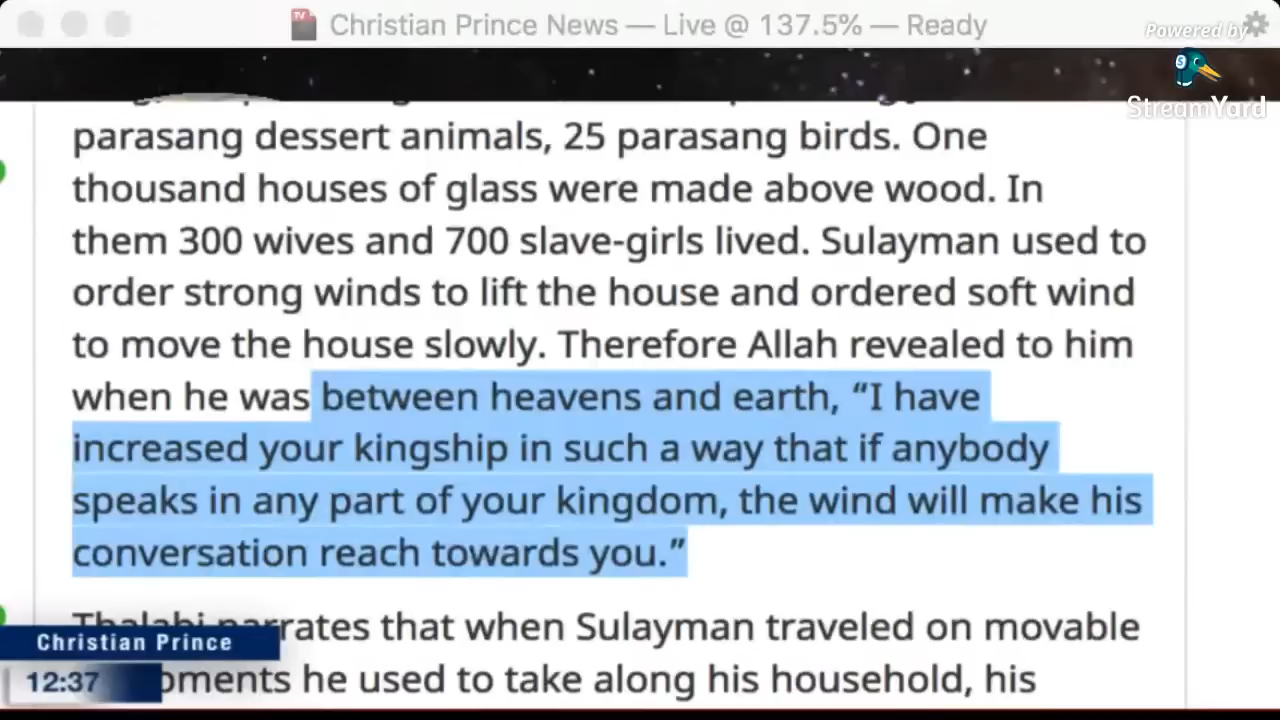 Christian Prince News — Live @ 137.5% — Ready
Powered by
StreamYard
parasang dessert animals, 25 parasang birds. One
thousand houses of glass were made above wood. In
them 300 wives and 700 slave-girls lived. Sulayman used to
order strong winds to lift the house and ordered soft wind
to move the house slowly. Therefore Allah revealed to him
when he was between heavens and earth, “I have
increased your kingship in such a way that if anybody
speaks in any part of your kingdom, the wind will make his
conversation reach towards you.”
Thalabi narrates that when Sulayman traveled on movable
he used to take along his household, his
Christian Prince
12:37